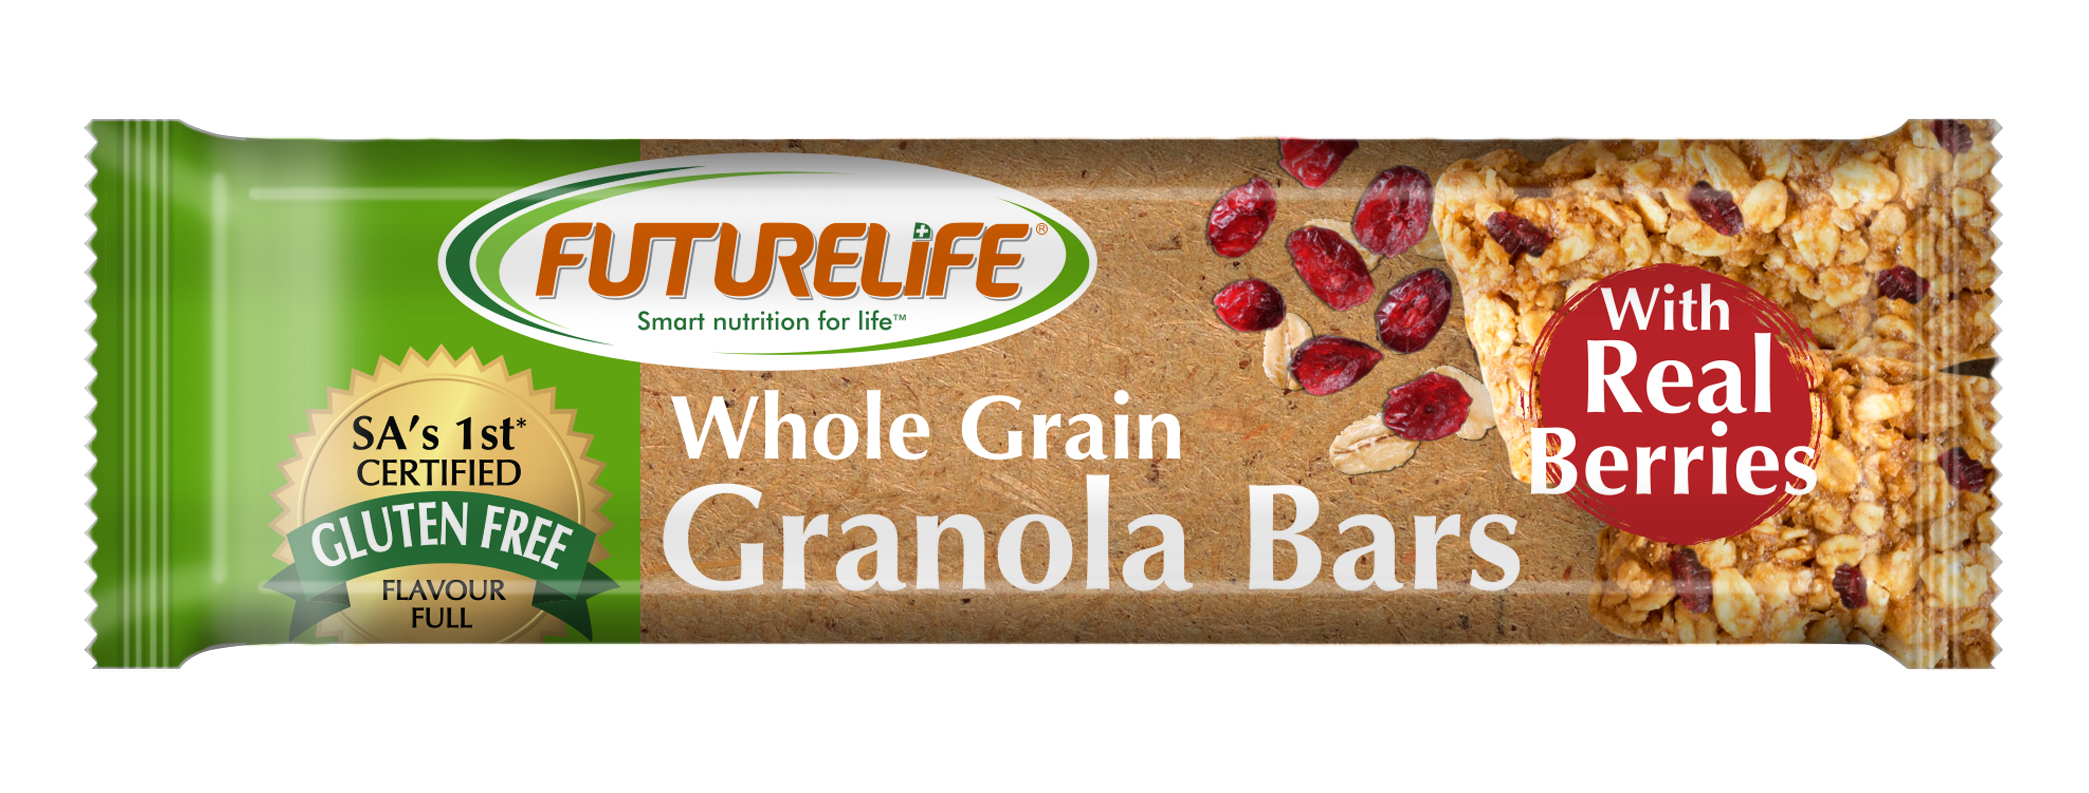 FUTURELiFE®
Smart nutrition for life™
SA's 1st*
CERTIFIED
GLUTEN FREE
FLAVOUR
FULL
Whole Grain
Granola Bars
With
Real
Berries